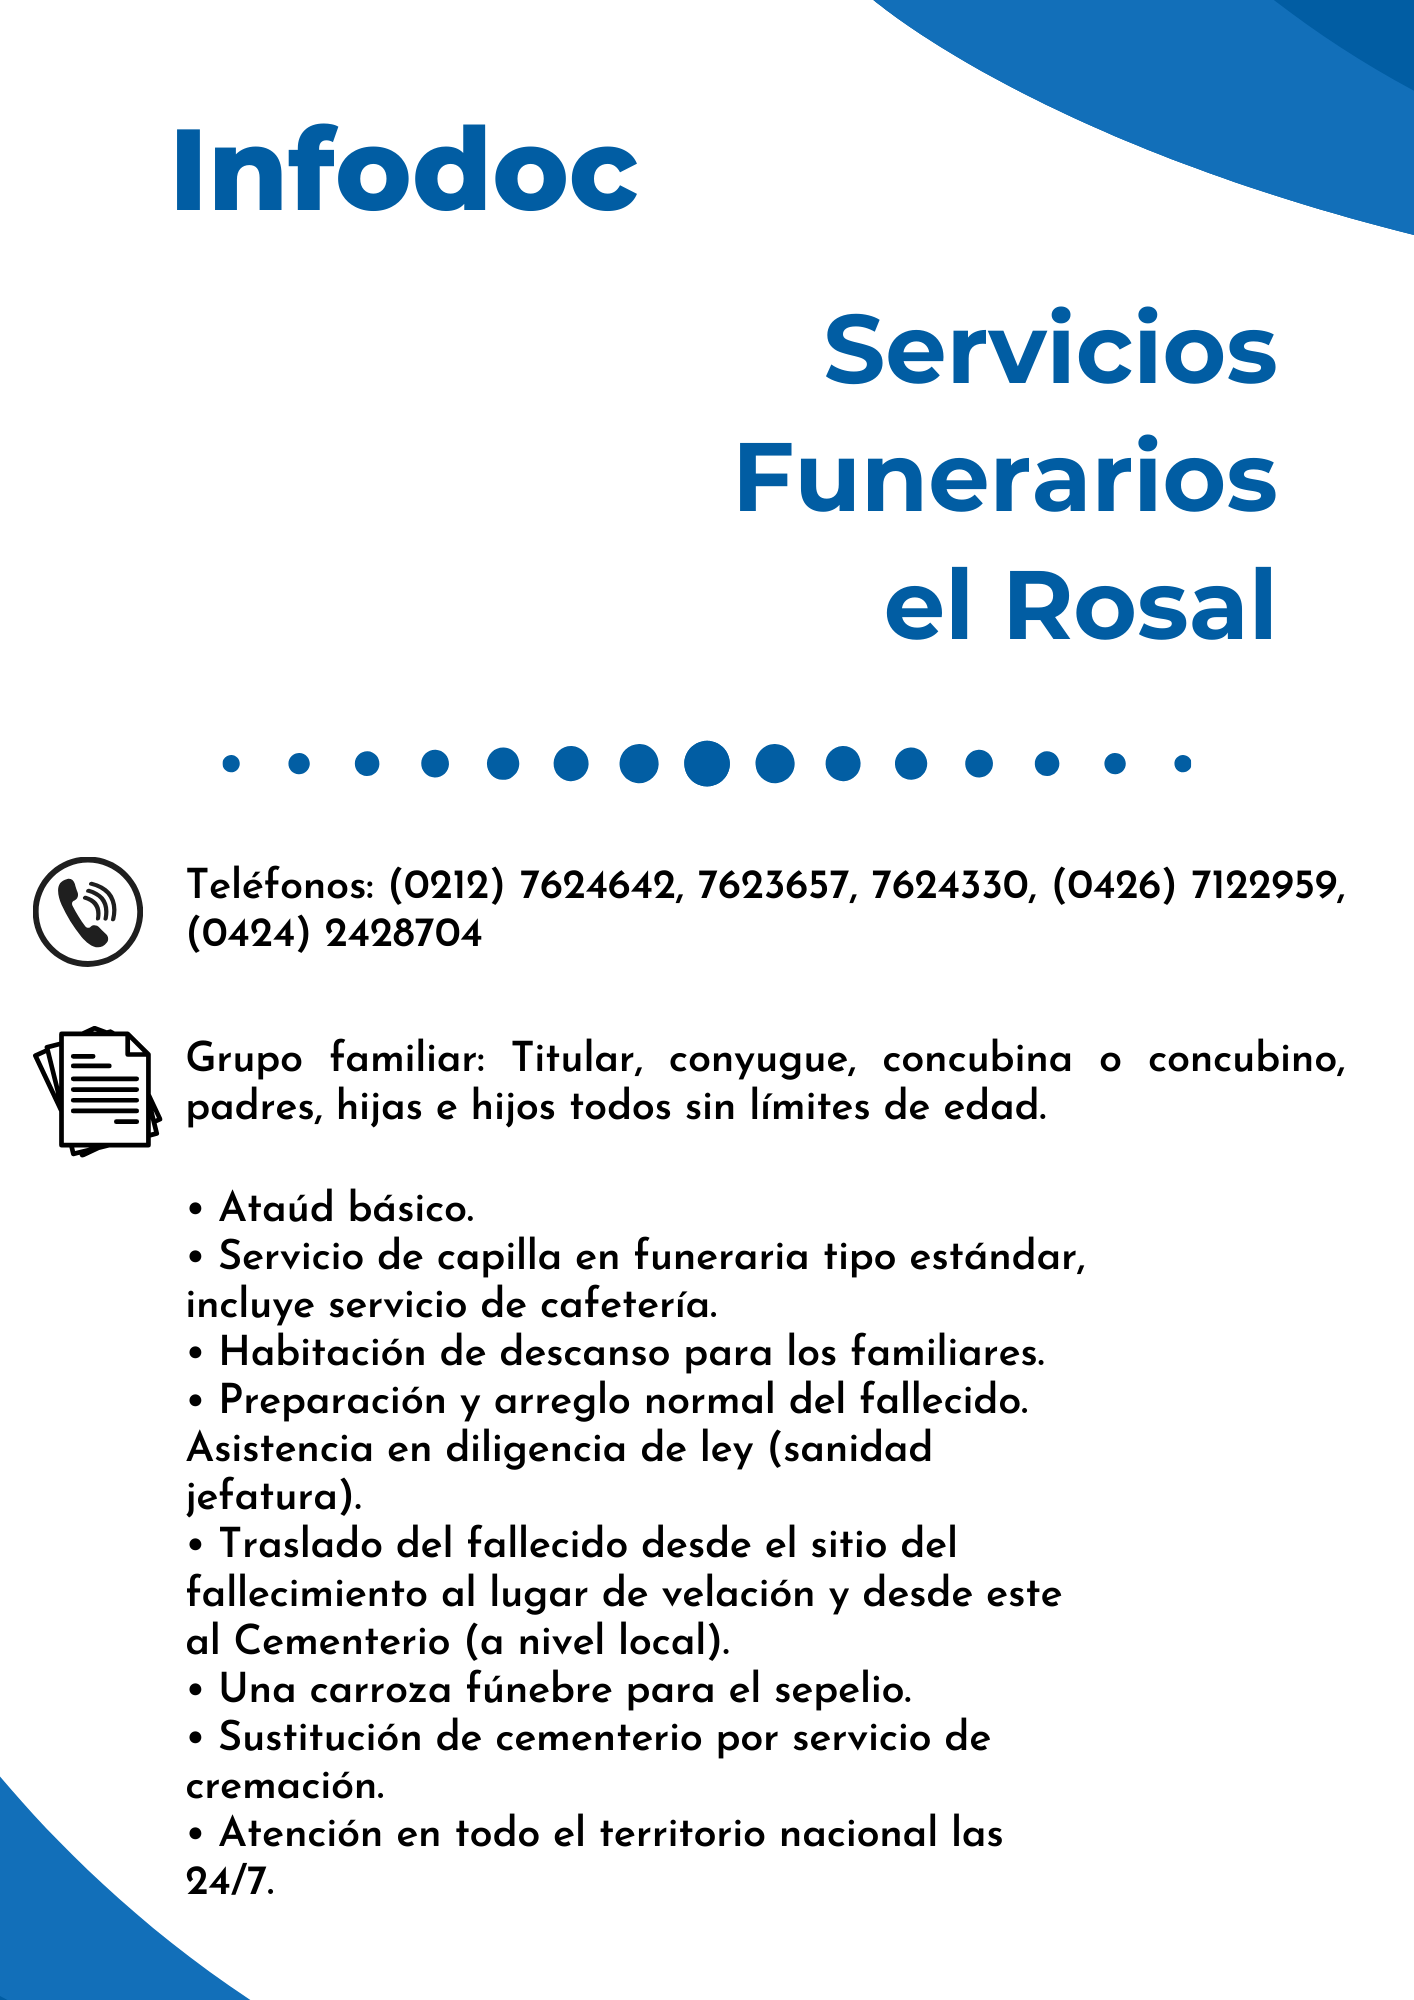 Infodoc
Servicios
Funerarios
el Rosal
Teléfonos: (0212) 7624642, 7623657, 7624330, (0426) 7122959,
(0424) 2428704
Grupo familiar: Titular, conyugue, concubina o concubino,
padres, hijas e hijos todos sin límites de edad.
• Ataúd básico.
• Servicio de capilla en funeraria tipo estándar,
incluye servicio de cafetería.
• Habitación de descanso para los familiares.
• Preparación y arreglo normal del fallecido.
Asistencia en diligencia de ley (sanidad
jefatura).
• Traslado del fallecido desde el sitio del
fallecimiento al lugar de velación y desde este
al Cementerio (a nivel local).
• Una carroza fúnebre para el sepelio.
• Sustitución de cementerio por servicio de
cremación.
• Atención en todo el territorio nacional las
24/7.